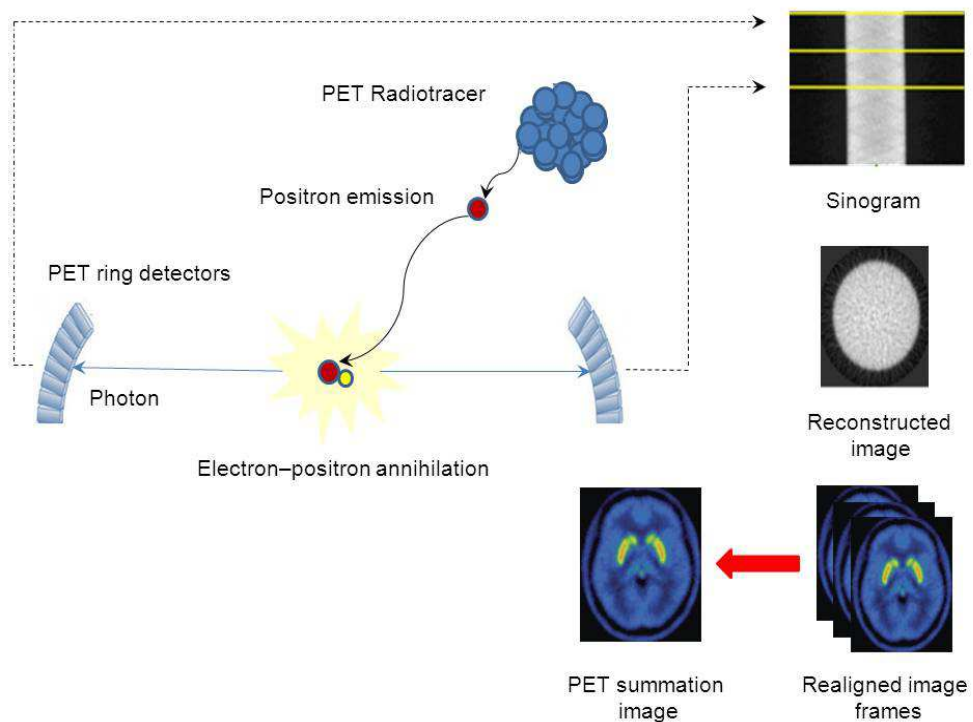 PET Radiotracer
Positron emission
Sinogram
PET ring detectors
Photon
Electron–positron annihilation
Reconstructed
image
PET summation
image
Realigned image
frames